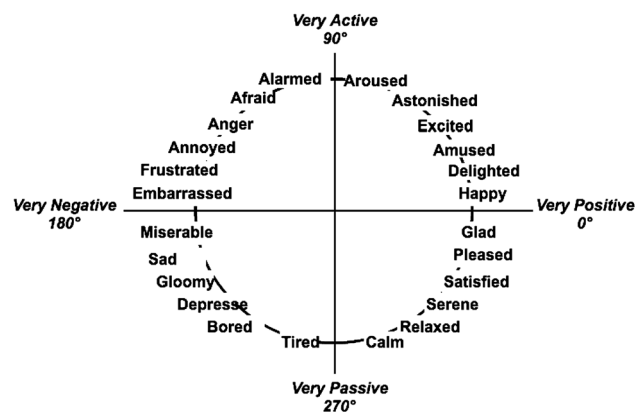 Very Active
90°
Alarmed Aroused
Afraid Astonished
Anger Excited
Annoyed Amused
Frustrated Delighted
Embarrassed Happy
Very Negative Very Positive
180° 0°
Miserable Glad
Sad Pleased
Gloomy Satisfied
Depresse Serene
Bored Relaxed
Tired Calm
Very Passive
270°